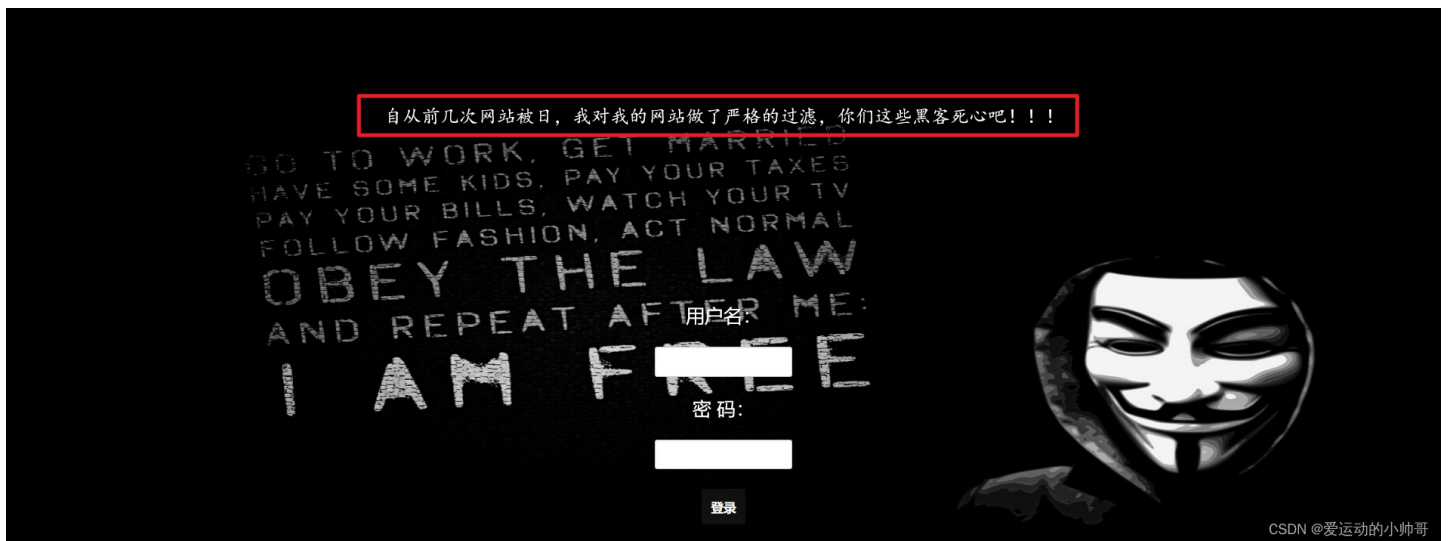 自从前几次网站被日，我对我的网站做了严格的过滤，你们这些黑客死心吧！！！
GO TO WORK, GET MARRIED
HAVE SOME KIDS, PAY YOUR TAXES
PAY YOUR BILLS, WATCH YOUR TV
FOLLOW FASHION, ACT NORMAL
OBEY THE LAW
AND REPEAT AFTER ME:
I AM FREE
用户名：
密 码：
登录
CSDN @爱运动的小帅哥